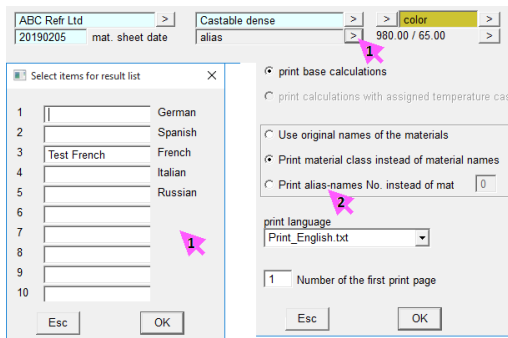 ABC Refr Ltd > Castable dense > > color >
20190205 mat. sheet date alias > 980.00 / 65.00
1
Select items for result list
1 German
2 Spanish
3 Test French French
4 Italian
5 Russian
6
7
8
9
10
1
Esc OK
print base calculations
print calculations with assigned temperature cas
Use original names of the materials
Print material class instead of material names
Print alias-names No. instead of mat 0
2
print language
Print_English.txt
1 Number of the first print page
Esc OK